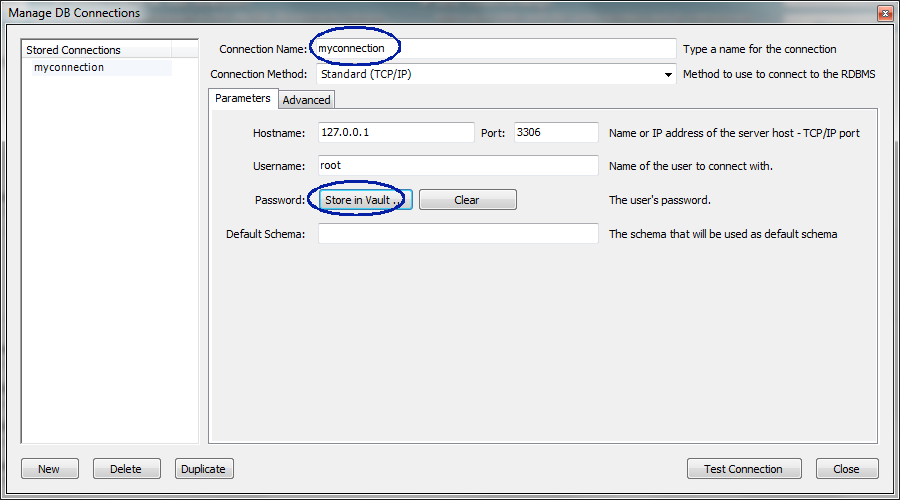 Manage DB Connections
Stored Connections
myconnection
Connection Name: myconnection Type a name for the connection
Connection Method: Standard (TCP/IP) Method to use to connect to the RDBMS
Parameters Advanced
Hostname: 127.0.0.1 Port: 3306 Name or IP address of the server host - TCP/IP port
Username: root Name of the user to connect with.
Password: Store in Vault ... Clear The user's password.
Default Schema: The schema that will be used as default schema
New Delete Duplicate Test Connection Close